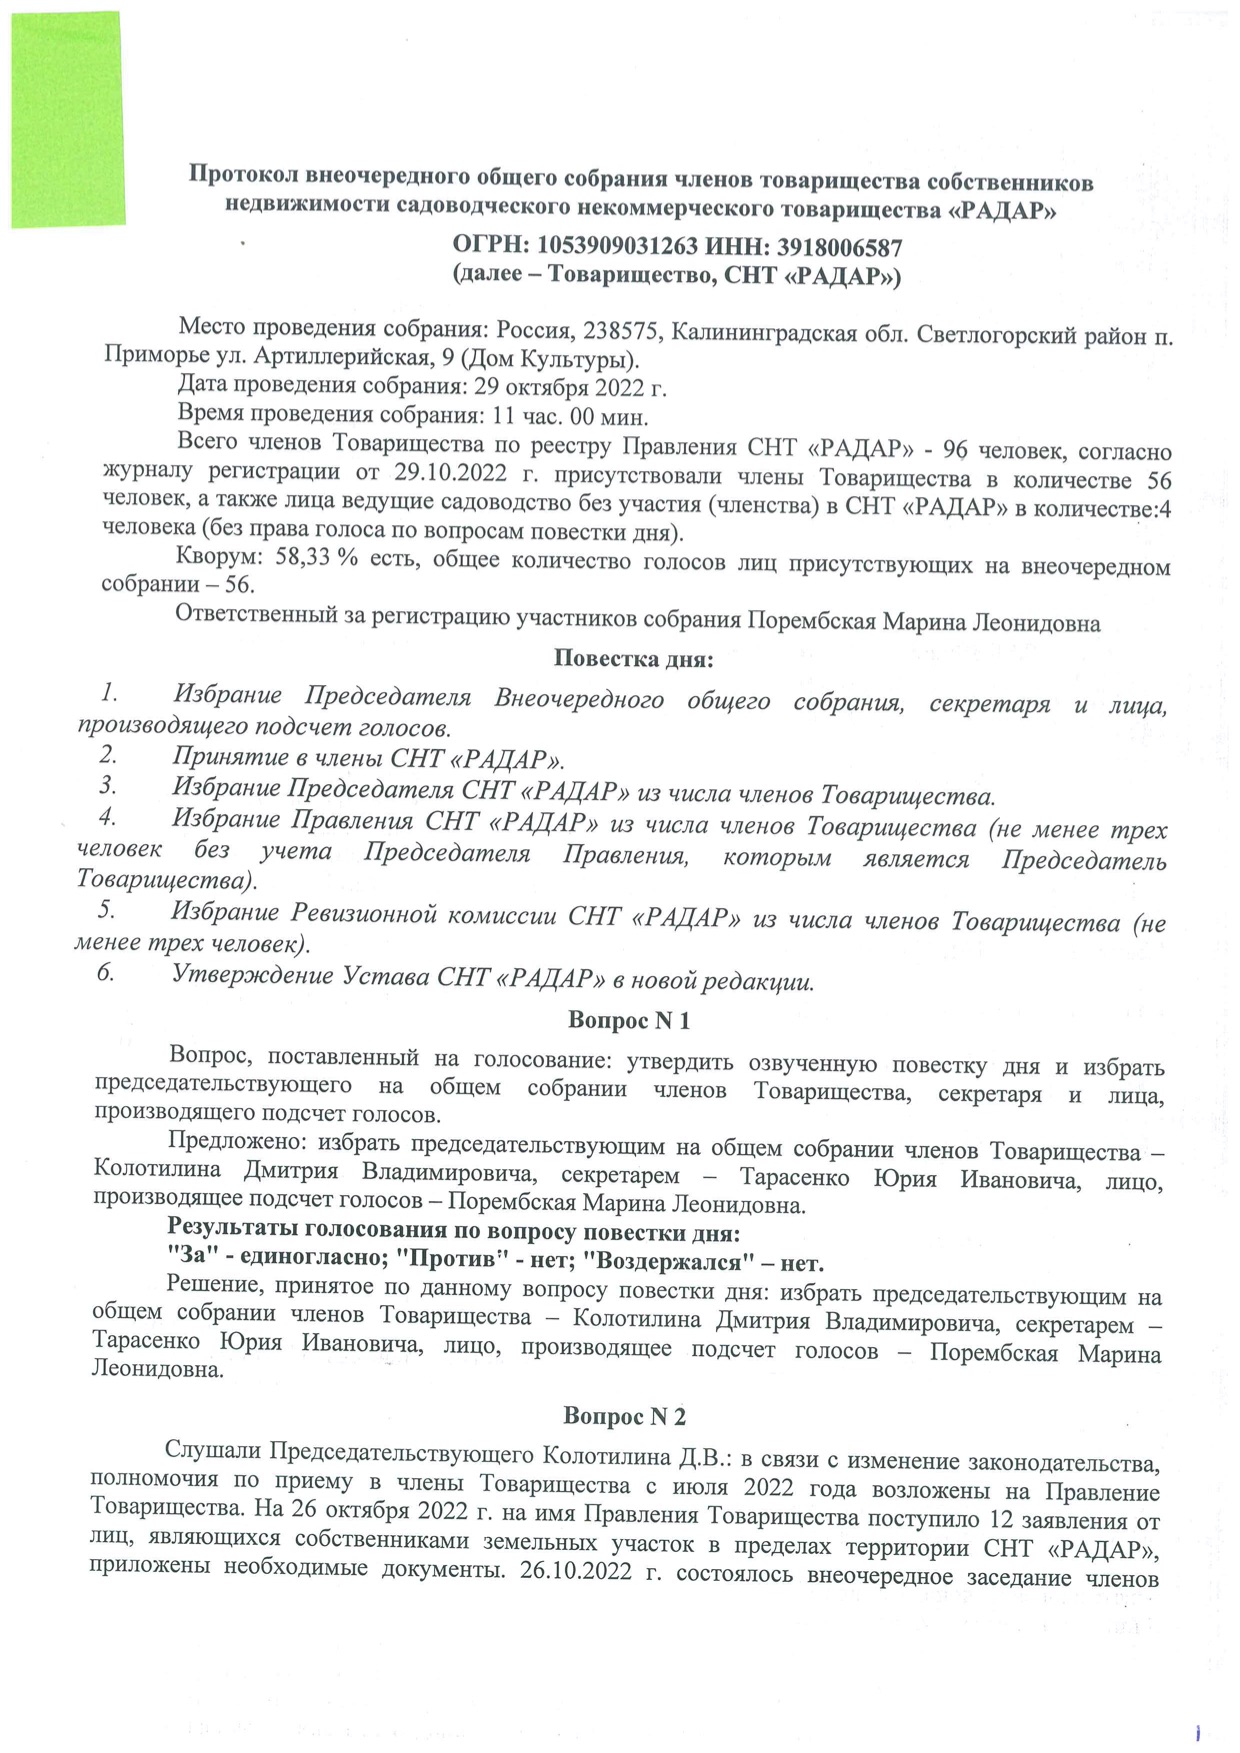 Протокол внеочередного общего собрания членов товарищества собственников
недвижимости садоводческого некоммерческого товарищества «РАДАР»
ОГРН: 1053909031263 ИНН: 3918006587
(далее – Товарищество, СНТ «РАДАР»)
Место проведения собрания: Россия, 238575, Калининградская обл. Светлогорский район п.
Приморье ул. Артиллерийская, 9 (Дом Культуры).
Дата проведения собрания: 29 октября 2022 г.
Время проведения собрания: 11 час. 00 мин.
Всего членов Товарищества по реестру Правления СНТ «РАДАР» - 96 человек, согласно
журналу регистрации от 29.10.2022 г. присутствовали члены Товарищества в количестве 56
человек, а также лица ведущие садоводство без участия (членства) в СНТ «РАДАР» в количестве:4
человека (без права голоса по вопросам повестки дня).
Кворум: 58,33 % есть, общее количество голосов лиц присутствующих на внеочередном
собрании – 56.
Ответственный за регистрацию участников собрания Порембская Марина Леонидовна
Повестка дня:
1. Избрание Председателя Внеочередного общего собрания, секретаря и лица,
производящего подсчет голосов.
2. Принятие в члены СНТ «РАДАР».
3. Избрание Председателя СНТ «РАДАР» из числа членов Товарищества.
4. Избрание Правления СНТ «РАДАР» из числа членов Товарищества (не менее трех
человек без учета Председателя Правления, которым является Председатель
Товарищества).
5. Избрание Ревизионной комиссии СНТ «РАДАР» из числа членов Товарищества (не
менее трех человек).
6. Утверждение Устава СНТ «РАДАР» в новой редакции.
Вопрос N 1
Вопрос, поставленный на голосование: утвердить озвученную повестку дня и избрать
председательствующего на общем собрании членов Товарищества, секретаря и лица,
производящего подсчет голосов.
Предложено: избрать председательствующим на общем собрании членов Товарищества –
Колотилина Дмитрия Владимировича, секретарем – Тарасенко Юрия Ивановича, лицо,
производящее подсчет голосов – Порембская Марина Леонидовна.
Результаты голосования по вопросу повестки дня:
"За" - единогласно; "Против" - нет; "Воздержался" – нет.
Решение, принятое по данному вопросу повестки дня: избрать председательствующим на
общем собрании членов Товарищества – Колотилина Дмитрия Владимировича, секретарем –
Тарасенко Юрия Ивановича, лицо, производящее подсчет голосов – Порембская Марина
Леонидовна.
Вопрос N 2
Слушали Председательствующего Колотилина Д.В.: в связи с изменение законодательства,
полномочия по приему в члены Товарищества с июля 2022 года возложены на Правление
Товарищества. На 26 октября 2022 г. на имя Правления Товарищества поступило 12 заявления от
лиц, являющихся собственниками земельных участок в пределах территории СНТ «РАДАР»,
приложены необходимые документы. 26.10.2022 г. состоялось внеочередное заседание членов
1